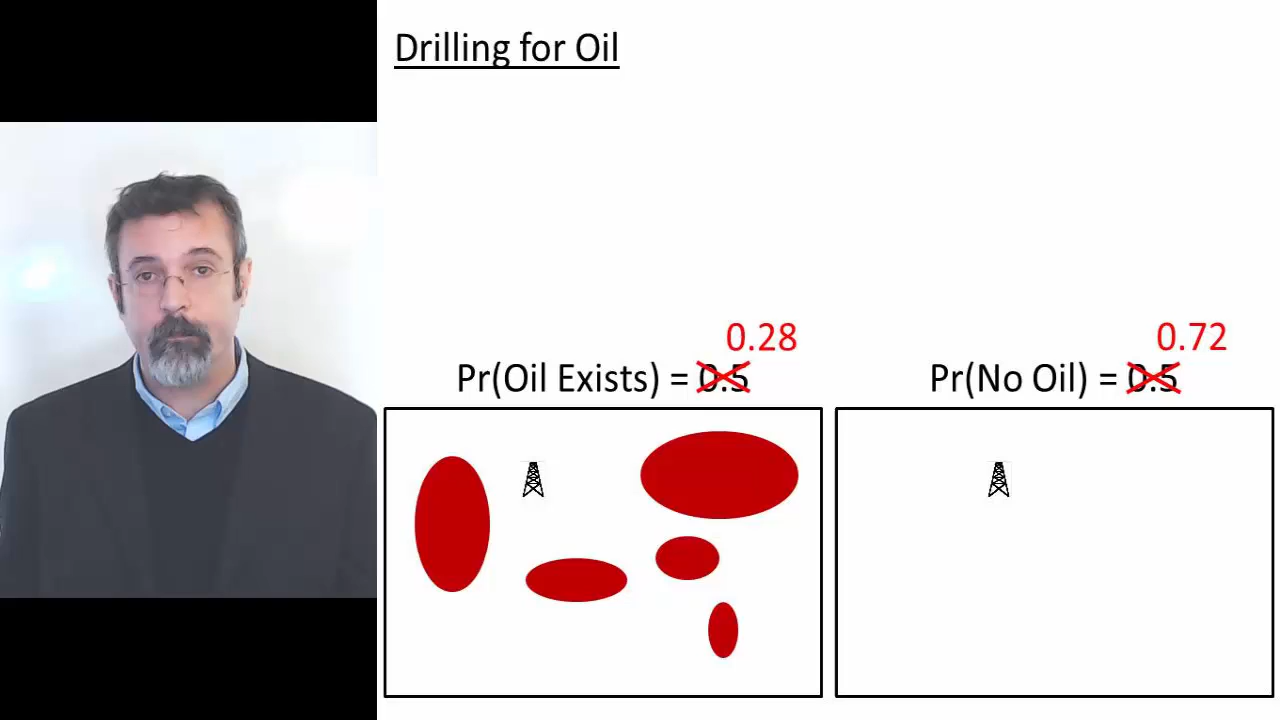 Drilling for Oil
0.28
Pr(Oil Exists) = 0.5
0.72
Pr(No Oil) = 0.5